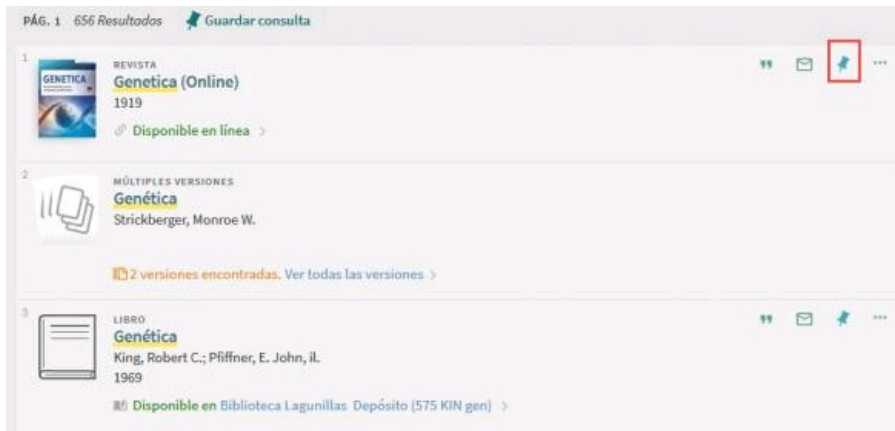 PÁG. 1 656 Resultados Guardar consulta
1
REVISTA
GENETICA
Genetica (Online)
1919
Disponible en línea >
2
MÚLTIPLES VERSIONES
Genética
Strickberger, Monroe W.
2 versiones encontradas. Ver todas las versiones >
3
LIBRO
Genética
King, Robert C.; Pfiffner, E. John, il.
1969
Disponible en Biblioteca Lagunillas Depósito (575 KIN gen) >